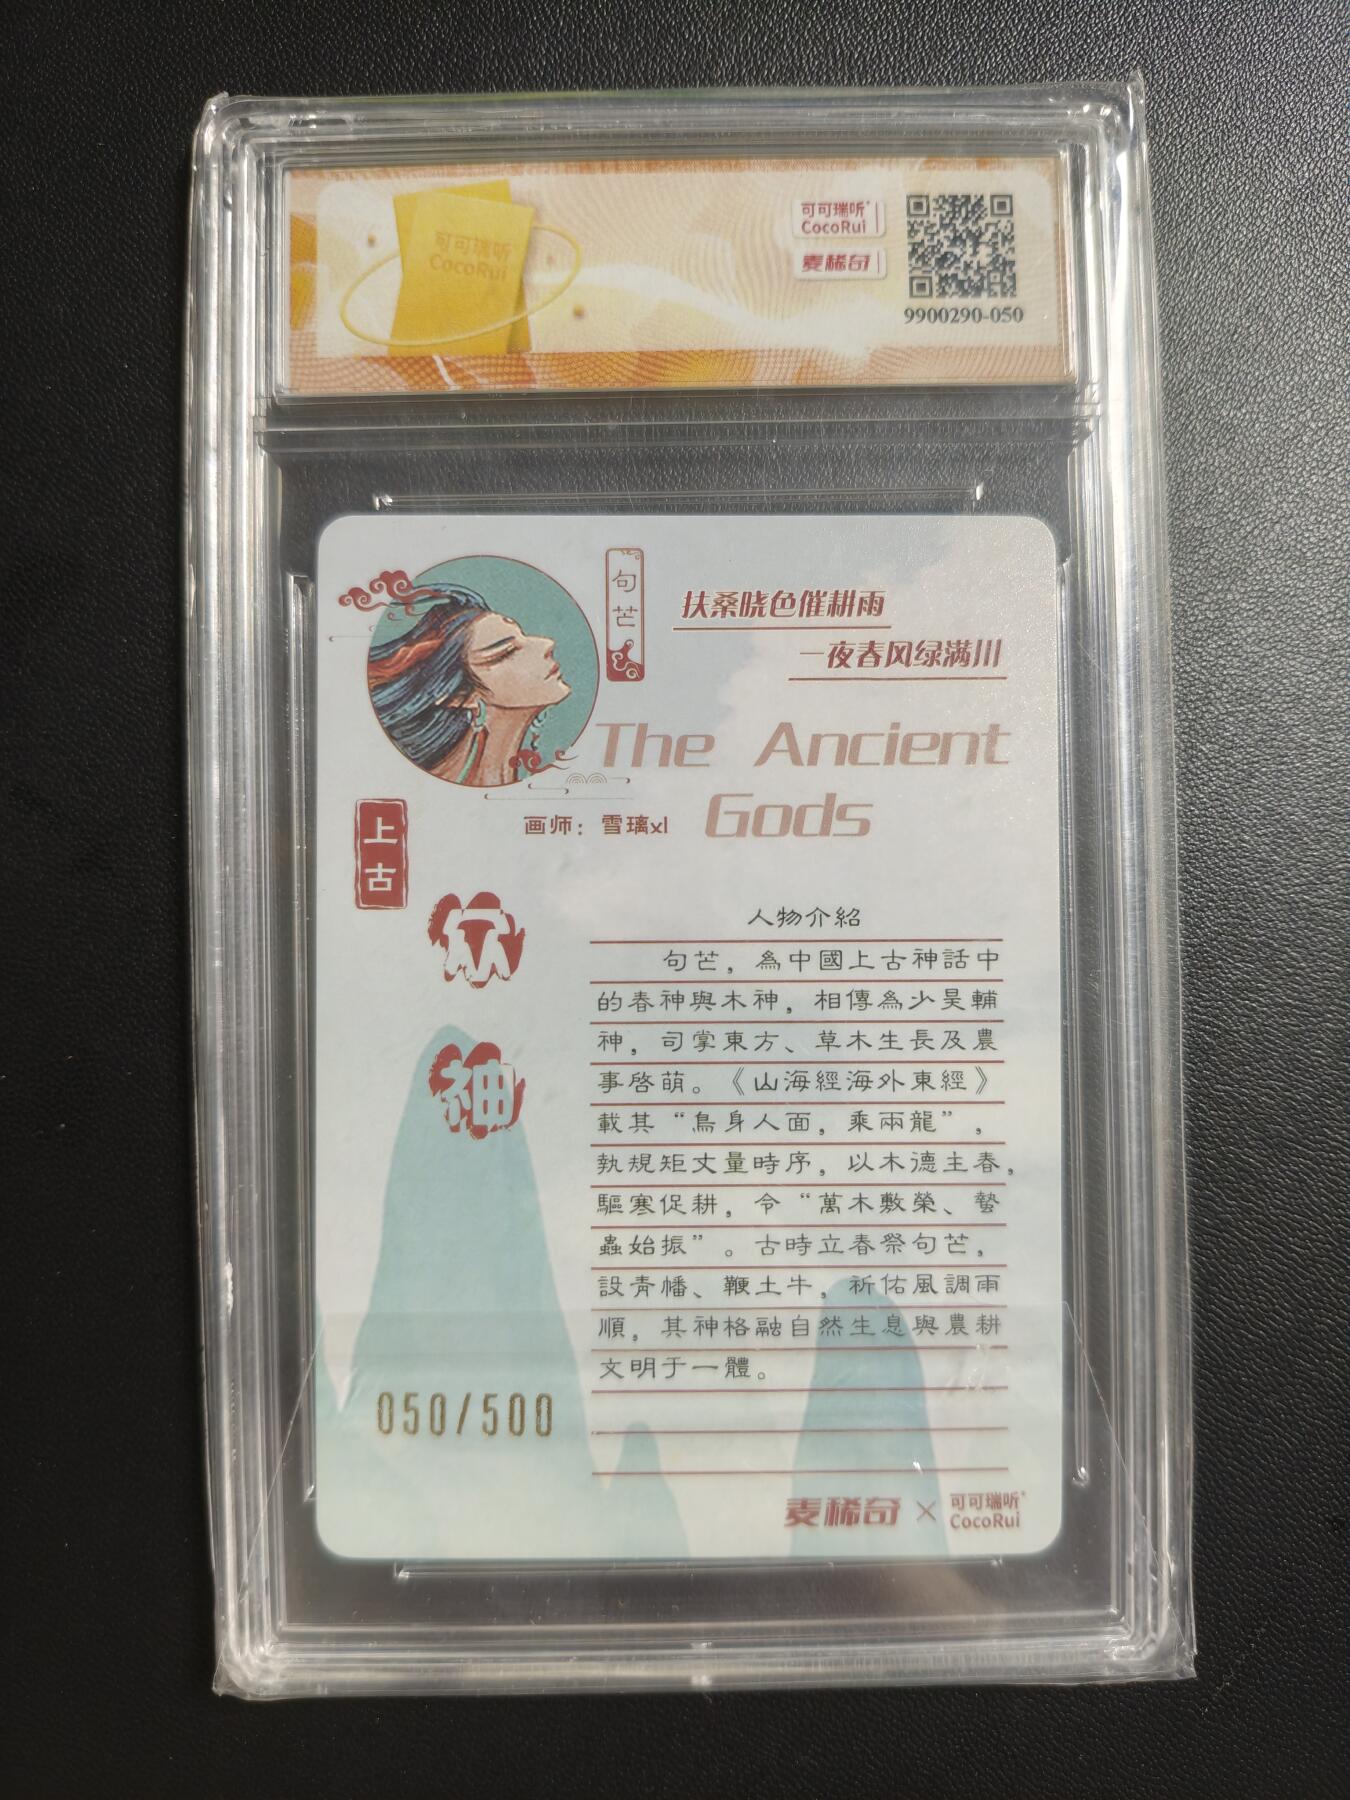 可可瑞听
CocoRui
可可瑞听
CocoRui
麦稀奇
9900290-050
句芒
扶桑晓色催耕雨
一夜春风绿满川
The Ancient
Gods
画师：雪璃xl
上古
众
神
人物介紹
句芒，為中國上古神話中
的春神與木神，相傳為少昊輔
神，司掌東方、草木生長及農
事啓萌。《山海經海外東經》
載其“鳥身人面，乘兩龍”，
執規矩丈量時序，以木德主春，
驅寒促耕，令“萬木敷榮、蟄
蟲始振”。古時立春祭句芒，
設青幡、鞭土牛，祈佑風調雨
順，其神格融自然生息與農耕
文明于一體。
050/500
麦稀奇 × 可可瑞听
CocoRui